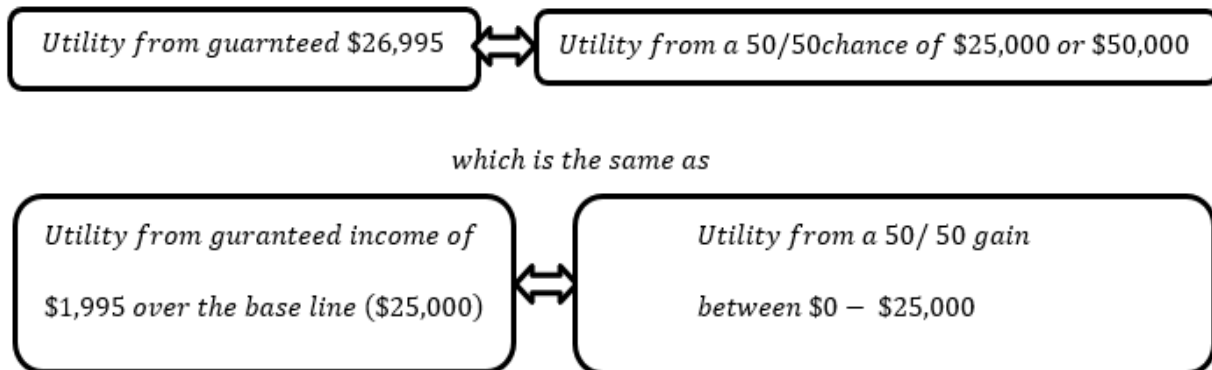 Utility from guarnteed $26,995
Utility from a 50/50chance of $25,000 or $50,000
which is the same as
Utility from guranteed income of
$1,995 over the base line ($25,000)
Utility from a 50/ 50 gain
between $0 − $25,000